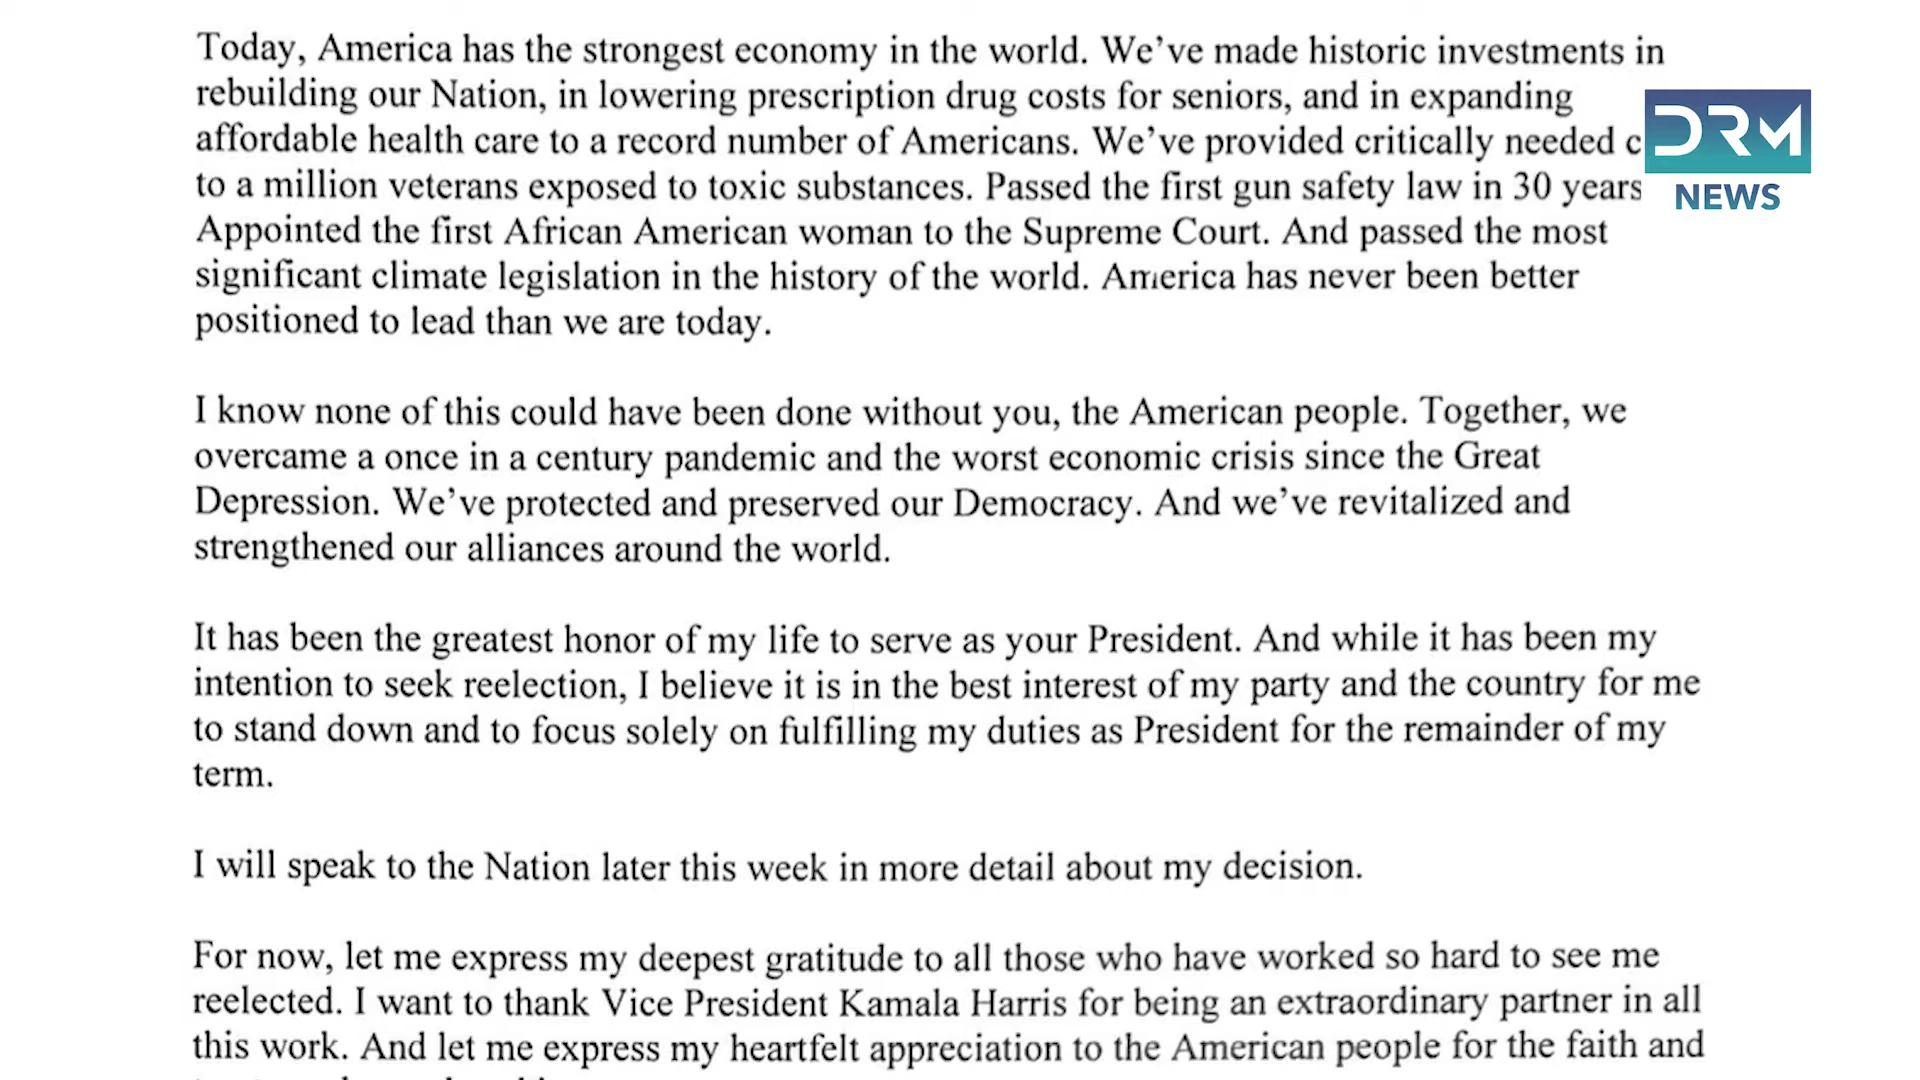 Today, America has the strongest economy in the world. We've made historic investments in
rebuilding our Nation, in lowering prescription drug costs for seniors, and in expanding
affordable health care to a record number of Americans. We've provided critically needed c
to a million veterans exposed to toxic substances. Passed the first gun safety law in 30 years
Appointed the first African American woman to the Supreme Court. And passed the most
significant climate legislation in the history of the world. America has never been better
positioned to lead than we are today.
I know none of this could have been done without you, the American people. Together, we
overcame a once in a century pandemic and the worst economic crisis since the Great
Depression. We've protected and preserved our Democracy. And we've revitalized and
strengthened our alliances around the world.
It has been the greatest honor of my life to serve as your President. And while it has been my
intention to seek reelection, I believe it is in the best interest of my party and the country for me
to stand down and to focus solely on fulfilling my duties as President for the remainder of my
term.
I will speak to the Nation later this week in more detail about my decision.
For now, let me express my deepest gratitude to all those who have worked so hard to see me
reelected. I want to thank Vice President Kamala Harris for being an extraordinary partner in all
this work. And let me express my heartfelt appreciation to the American people for the faith and
DRM
NEWS